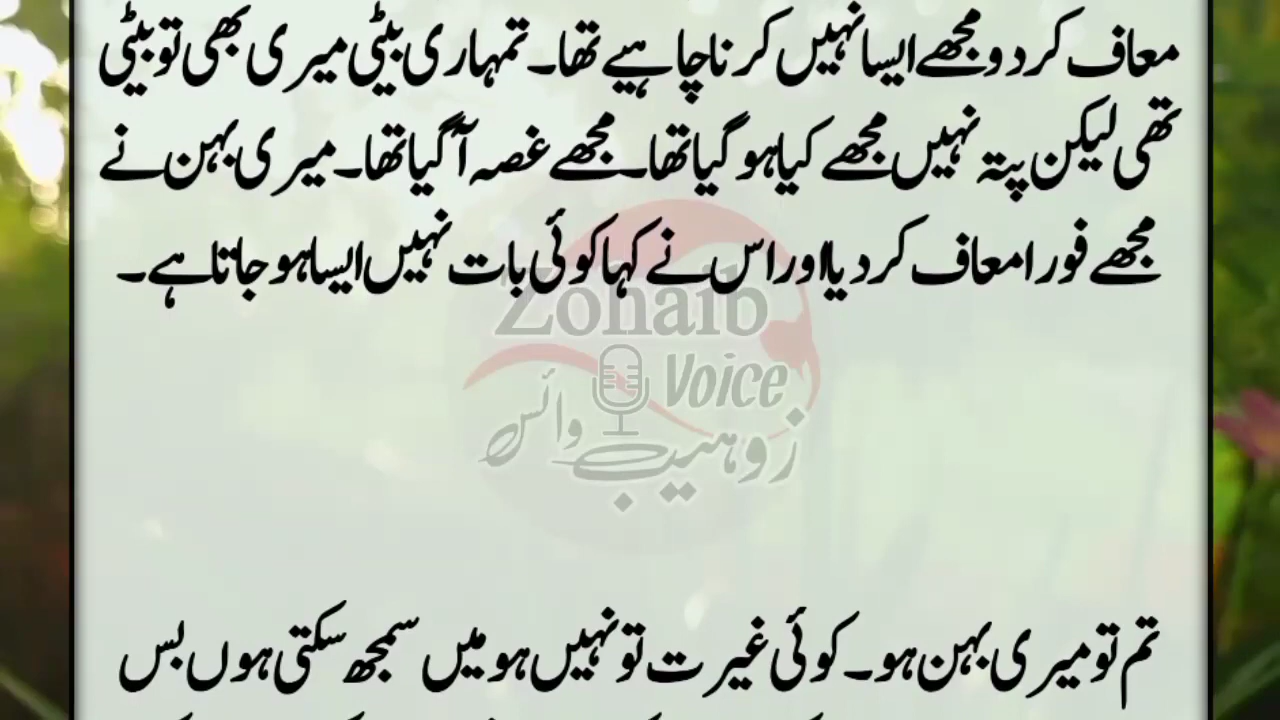 معاف کر دو مجھے ایسا نہیں کرنا چاہیے تھا۔ تمہاری بیٹی میری بھی تو بیٹی
تھی لیکن پتہ نہیں مجھے کیا ہو گیا تھا۔ مجھے غصہ آ گیا تھا۔ میری بہن نے
مجھے فورا معاف کر دیا اور اس نے کہا کوئی بات نہیں ایسا ہو جاتا ہے۔
Zohaib
Voice
زوہیب وائس
تم تو میری بہن ہو۔ کوئی غیرت تو نہیں ہو میں سمجھ سکتی ہوں بس